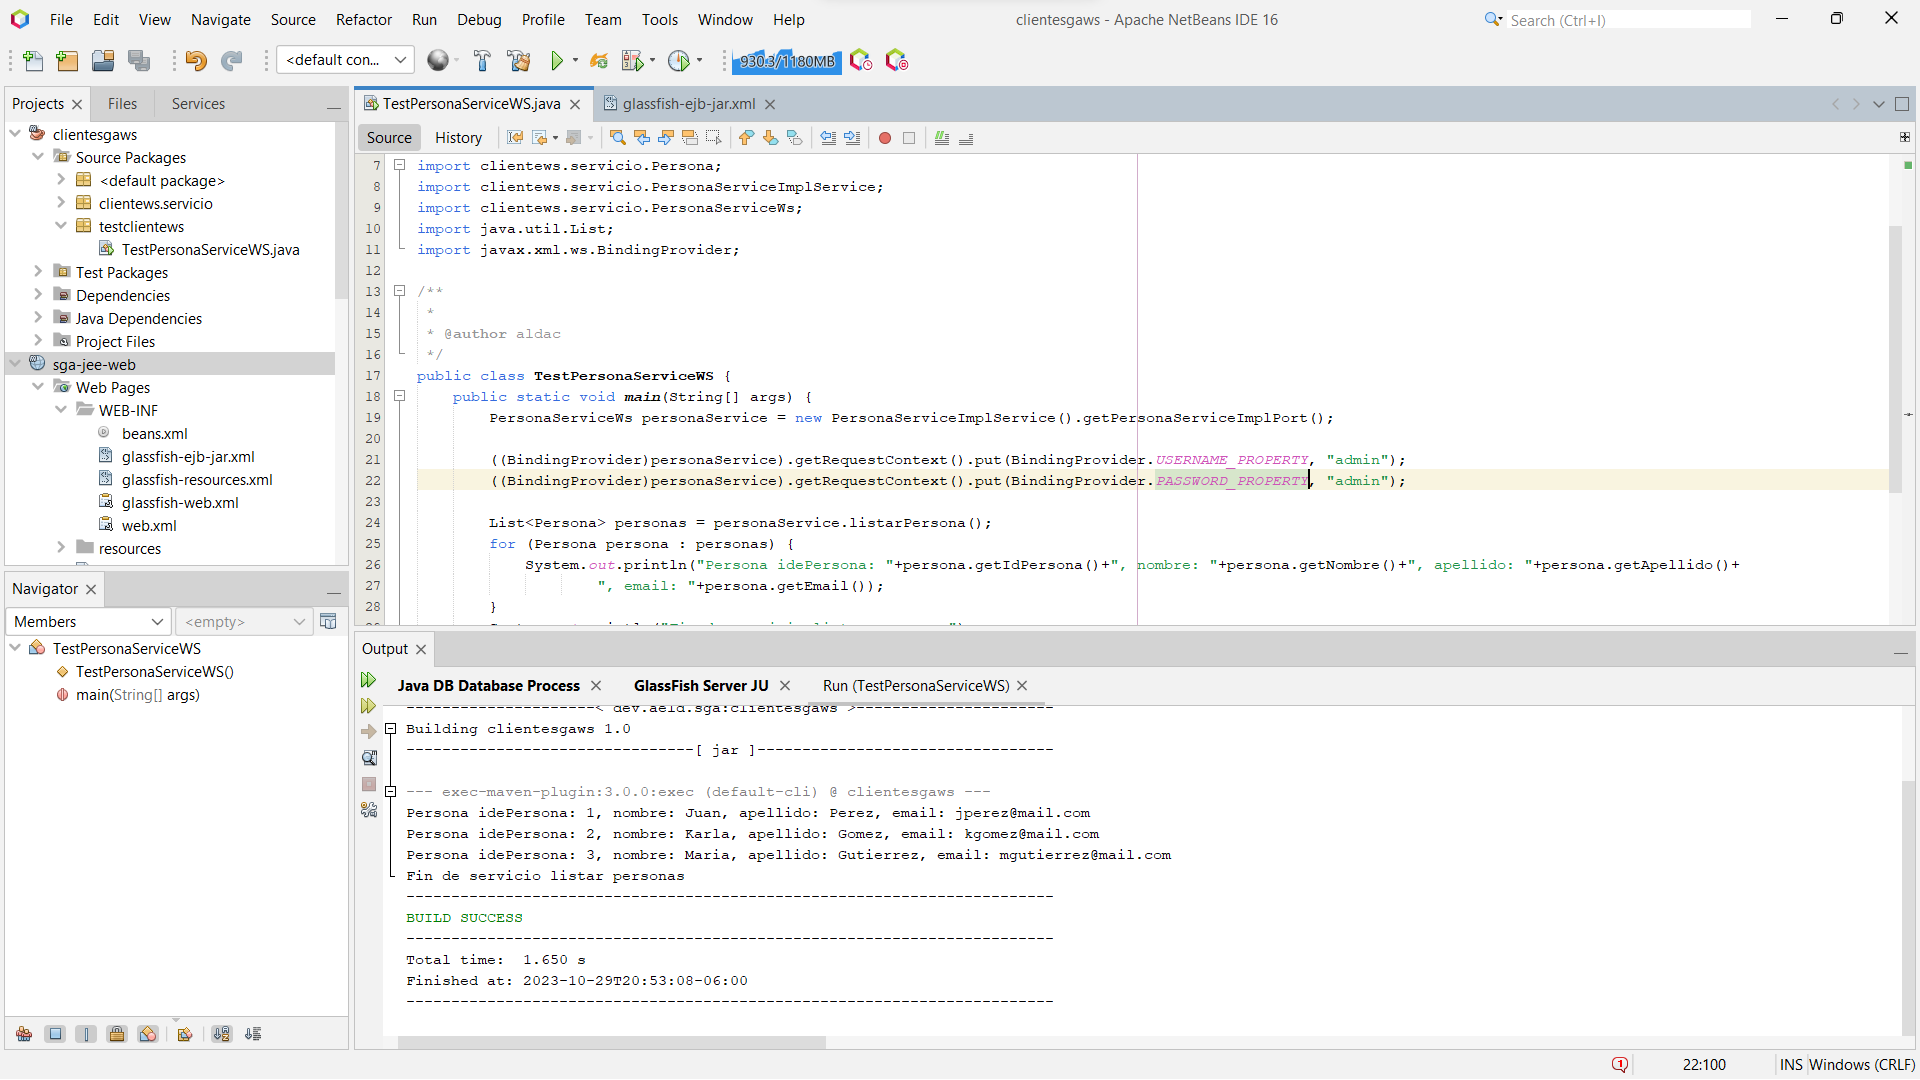 File Edit View Navigate Source Refactor Run Debug Profile Team Tools Window Help
clientesgaws - Apache NetBeans IDE 16
Search (Ctrl+I)
<default con...
930.3/1180MB
Projects
Files
Services
clientesgaws
Source Packages
<default package>
clientews.servicio
testclientews
TestPersonaServiceWS.java
Test Packages
Dependencies
Java Dependencies
Project Files
sga-jee-web
Web Pages
WEB-INF
beans.xml
glassfish-ejb-jar.xml
glassfish-resources.xml
glassfish-web.xml
web.xml
resources
Navigator
Members
<empty>
TestPersonaServiceWS
TestPersonaServiceWS()
main(String[] args)
TestPersonaServiceWS.java
glassfish-ejb-jar.xml
Source
History
7 import clientews.servicio.Persona;
8 import clientews.servicio.PersonaServiceImplService;
9 import clientews.servicio.PersonaServiceWs;
10 import java.util.List;
11 import javax.xml.ws.BindingProvider;
12
13 /**
14 *
15 * @author aldac
16 */
17 public class TestPersonaServiceWS {
18 public static void main(String[] args) {
19 PersonaServiceWs personaService = new PersonaServiceImplService().getPersonaServiceImplPort();
20
21 ((BindingProvider)personaService).getRequestContext().put(BindingProvider.USERNAME_PROPERTY, "admin");
22 ((BindingProvider)personaService).getRequestContext().put(BindingProvider.PASSWORD_PROPERTY, "admin");
23
24 List<Persona> personas = personaService.listarPersona();
25 for (Persona persona : personas) {
26 System.out.println("Persona idePersona: "+persona.getIdPersona()+", nombre: "+persona.getNombre()+", apellido: "+persona.getApellido()+
27 ", email: "+persona.getEmail());
28 }
Output
Java DB Database Process
GlassFish Server JU
Run (TestPersonaServiceWS)
---------------------< dev.aeld.sga:clientesgaws >----------------------
Building clientesgaws 1.0
--------------------------------[ jar ]---------------------------------
--- exec-maven-plugin:3.0.0:exec (default-cli) @ clientesgaws ---
Persona idePersona: 1, nombre: Juan, apellido: Perez, email: jperez@mail.com
Persona idePersona: 2, nombre: Karla, apellido: Gomez, email: kgomez@mail.com
Persona idePersona: 3, nombre: Maria, apellido: Gutierrez, email: mgutierrez@mail.com
Fin de servicio listar personas
------------------------------------------------------------------------
BUILD SUCCESS
------------------------------------------------------------------------
Total time:  1.650 s
Finished at: 2023-10-29T20:53:08-06:00
------------------------------------------------------------------------
1
22:100
INS
Windows (CRLF)